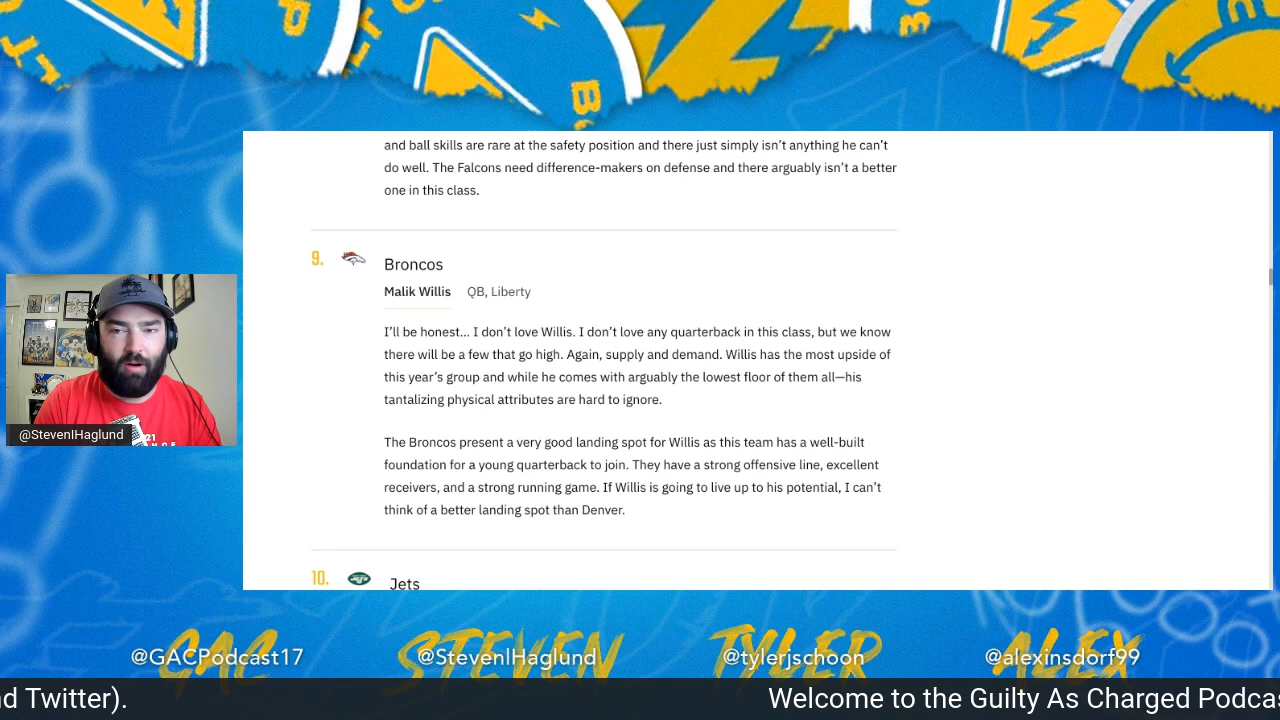 and ball skills are rare at the safety position and there just simply isn't anything he can't
do well. The Falcons need difference-makers on defense and there arguably isn't a better
one in this class.
9.
Broncos
Malik Willis QB, Liberty
I'll be honest... I don't love Willis. I don't love any quarterback in this class, but we know
there will be a few that go high. Again, supply and demand. Willis has the most upside of
this year's group and while he comes with arguably the lowest floor of them all—his
tantalizing physical attributes are hard to ignore.
The Broncos present a very good landing spot for Willis as this team has a well-built
foundation for a young quarterback to join. They have a strong offensive line, excellent
receivers, and a strong running game. If Willis is going to live up to his potential, I can't
think of a better landing spot than Denver.
10.
JETS
Jets
@StevenIHaglund
GAC STEVEN TYLER ALEX
@GACPodcast17 @StevenIHaglund @tylerjschoon @alexinsdorf99
d Twitter). Welcome to the Guilty As Charged Podcas